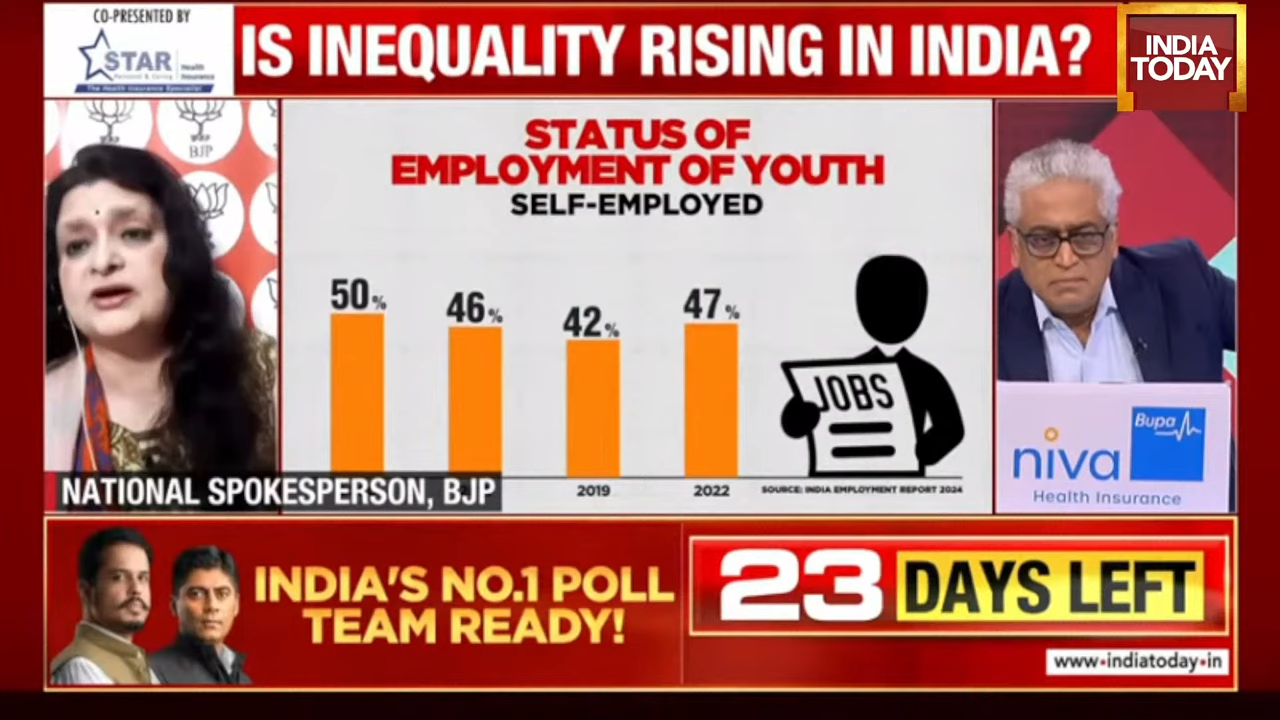 CO-PRESENTED BY
STAR Health Insurance
Personal & Caring
The Health Insurance Specialist
IS INEQUALITY RISING IN INDIA?
INDIA
TODAY
BJP
STATUS OF
EMPLOYMENT OF YOUTH
SELF-EMPLOYED
50%
46%
42%
47%
JOBS
2019
2022
SOURCE: INDIA EMPLOYMENT REPORT 2024
NATIONAL SPOKESPERSON, BJP
Bupa
niva
Health Insurance
INDIA'S NO.1 POLL
TEAM READY!
23 DAYS LEFT
www•indiatoday•in